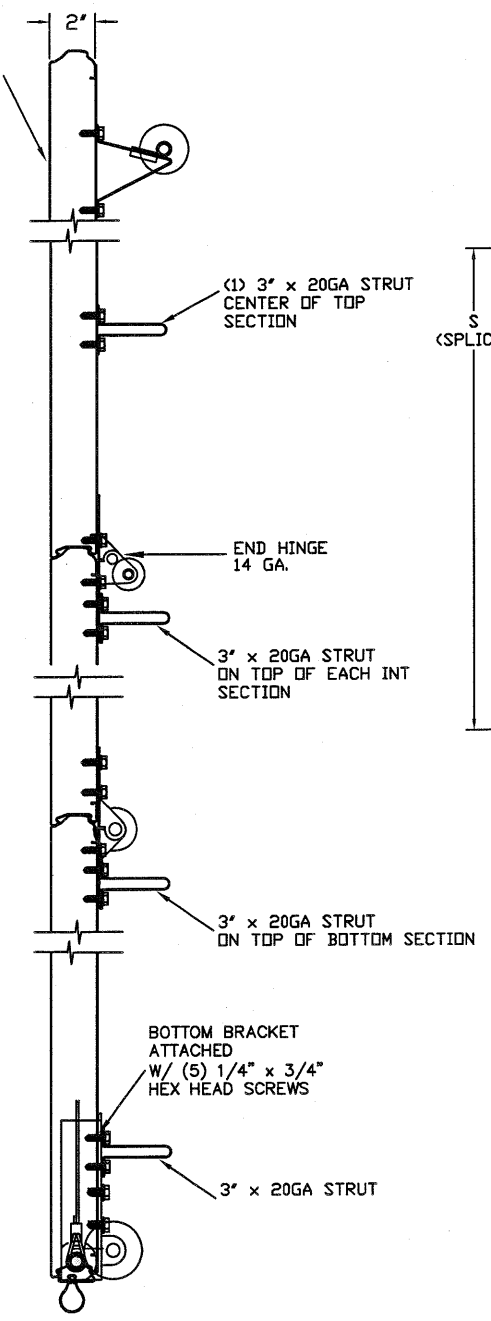 2"
(1) 3" x 20GA STRUT
CENTER OF TOP
SECTION
S
(SPLIC
END HINGE
14 GA.
3" x 20GA STRUT
ON TOP OF EACH INT
SECTION
3" x 20GA STRUT
ON TOP OF BOTTOM SECTION
BOTTOM BRACKET
ATTACHED
W/ (5) 1/4" x 3/4"
HEX HEAD SCREWS
3" x 20GA STRUT